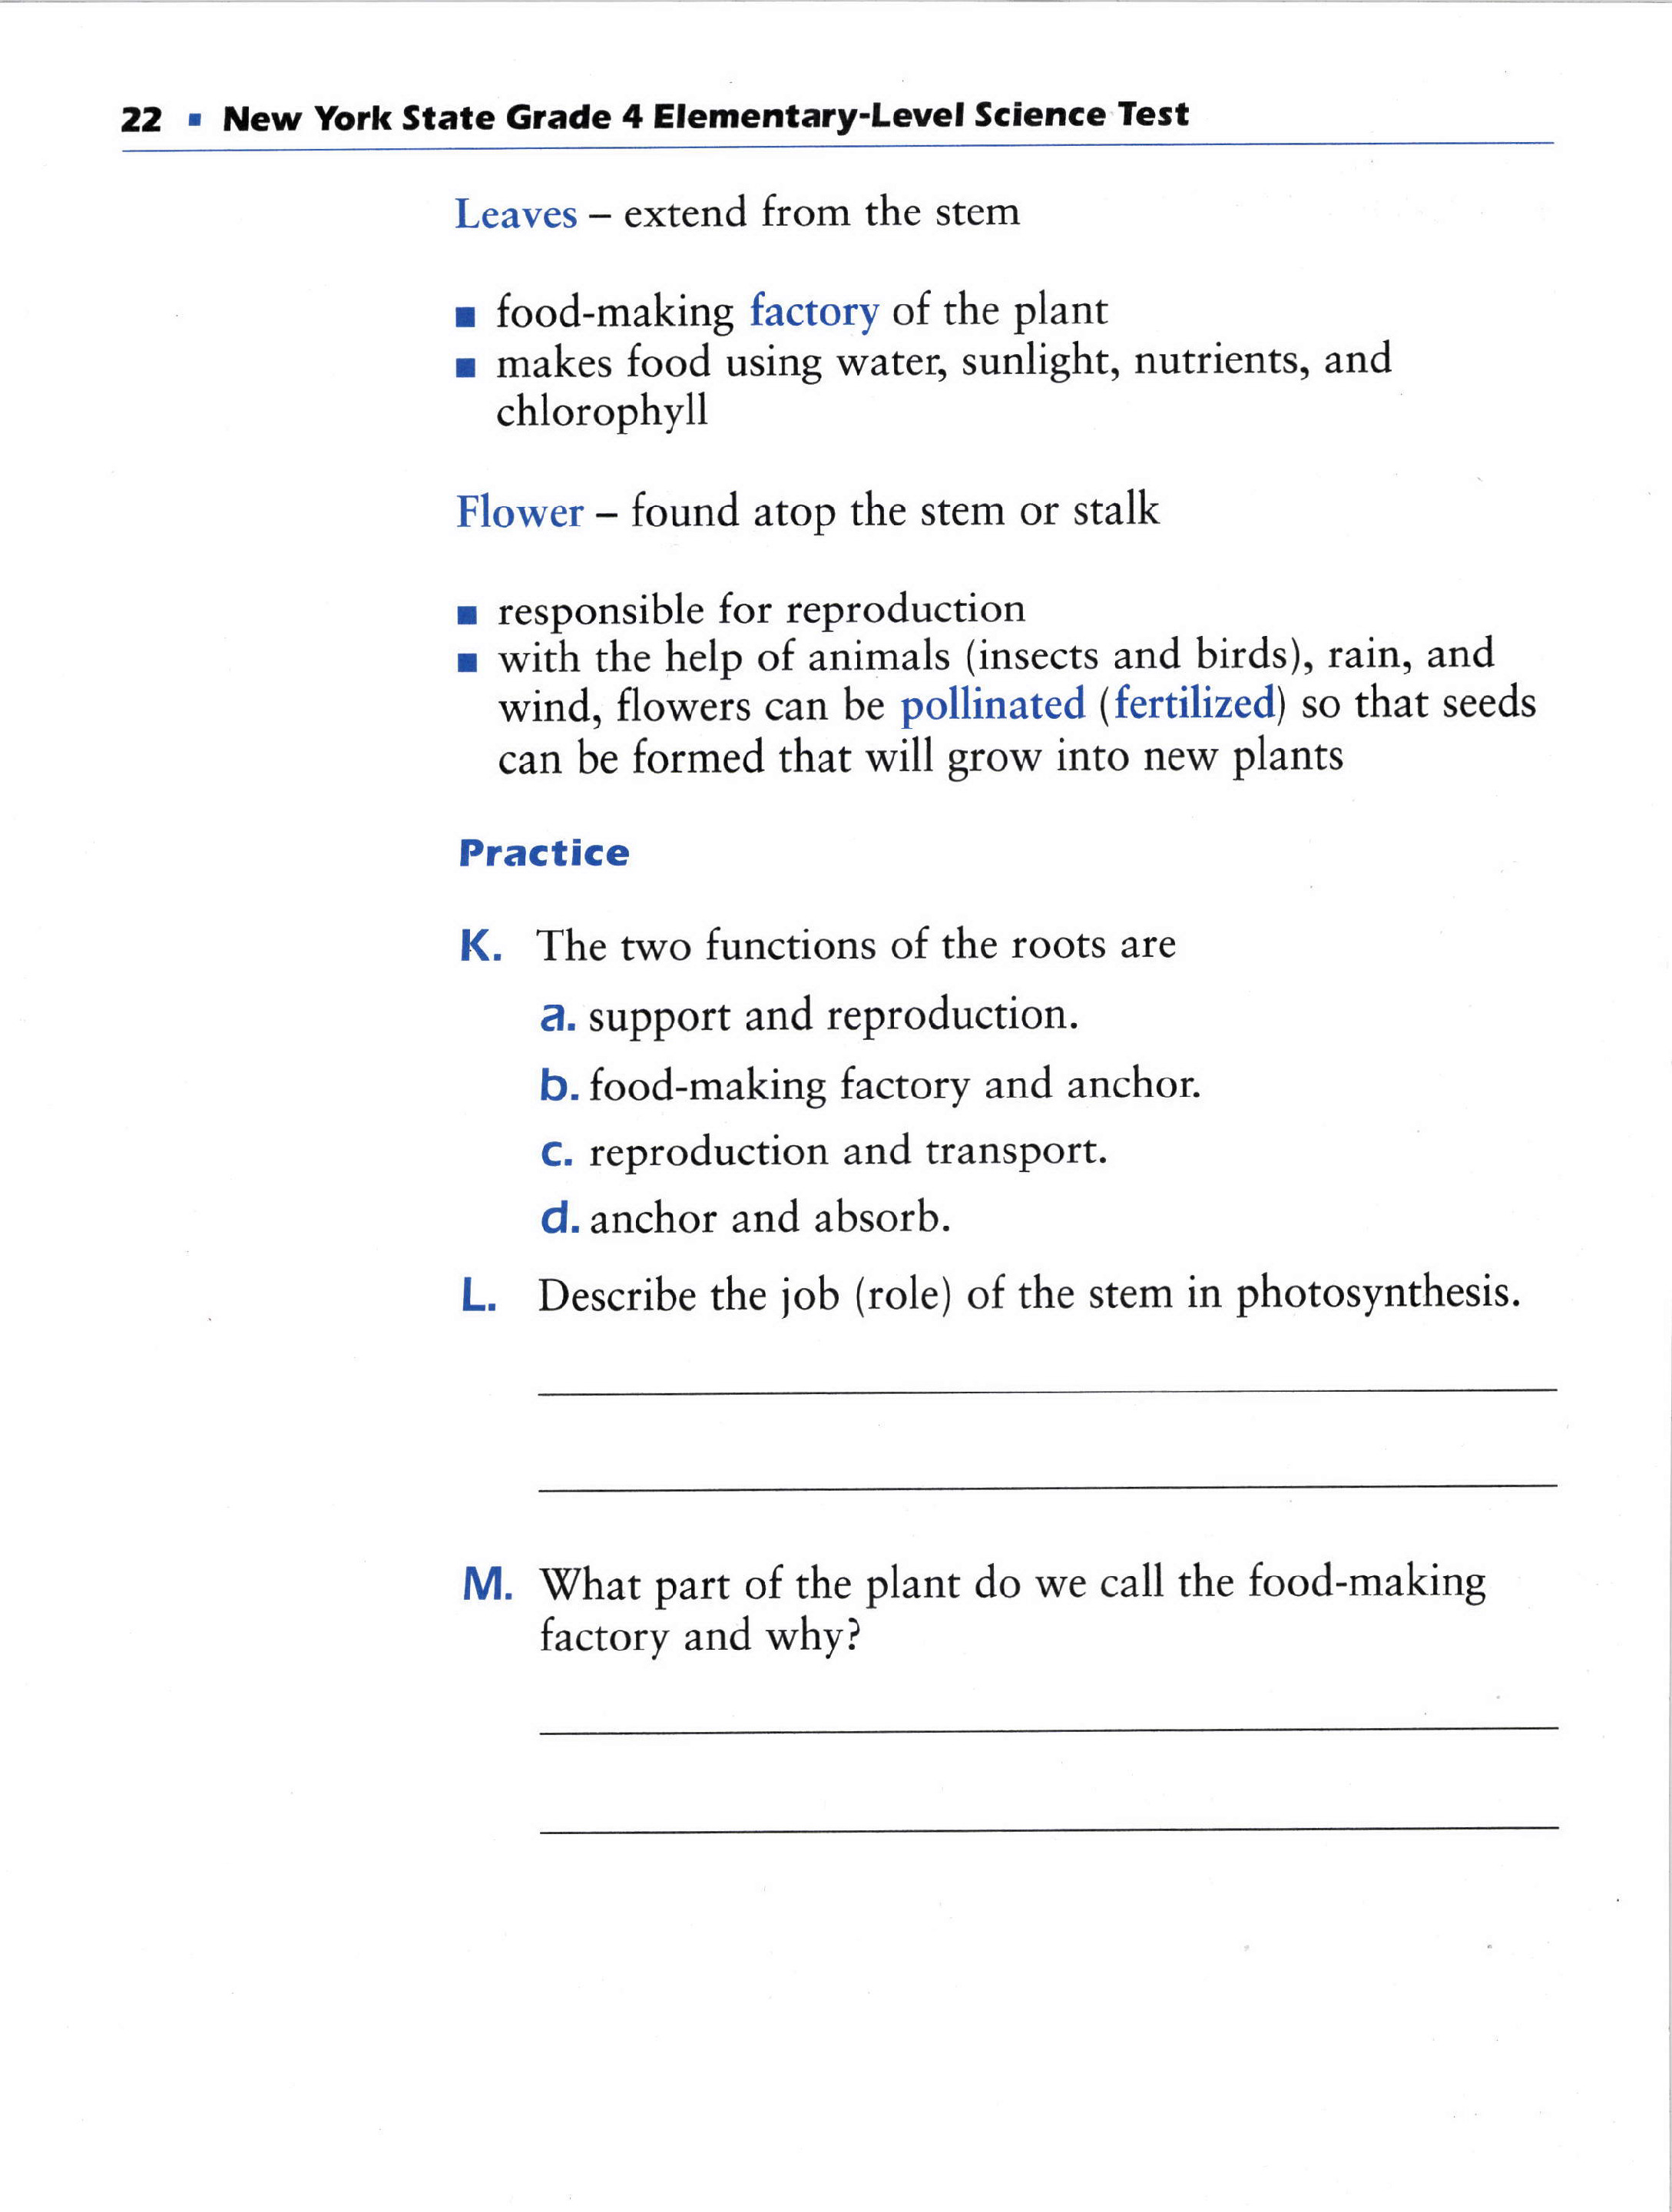 22 ▪ New York State Grade 4 Elementary-Level Science Test
Leaves – extend from the stem
▪ food-making factory of the plant
▪ makes food using water, sunlight, nutrients, and
chlorophyll
Flower – found atop the stem or stalk
▪ responsible for reproduction
▪ with the help of animals (insects and birds), rain, and
wind, flowers can be pollinated (fertilized) so that seeds
can be formed that will grow into new plants
Practice
K. The two functions of the roots are
a. support and reproduction.
b. food-making factory and anchor.
c. reproduction and transport.
d. anchor and absorb.
L. Describe the job (role) of the stem in photosynthesis.
M. What part of the plant do we call the food-making
factory and why?